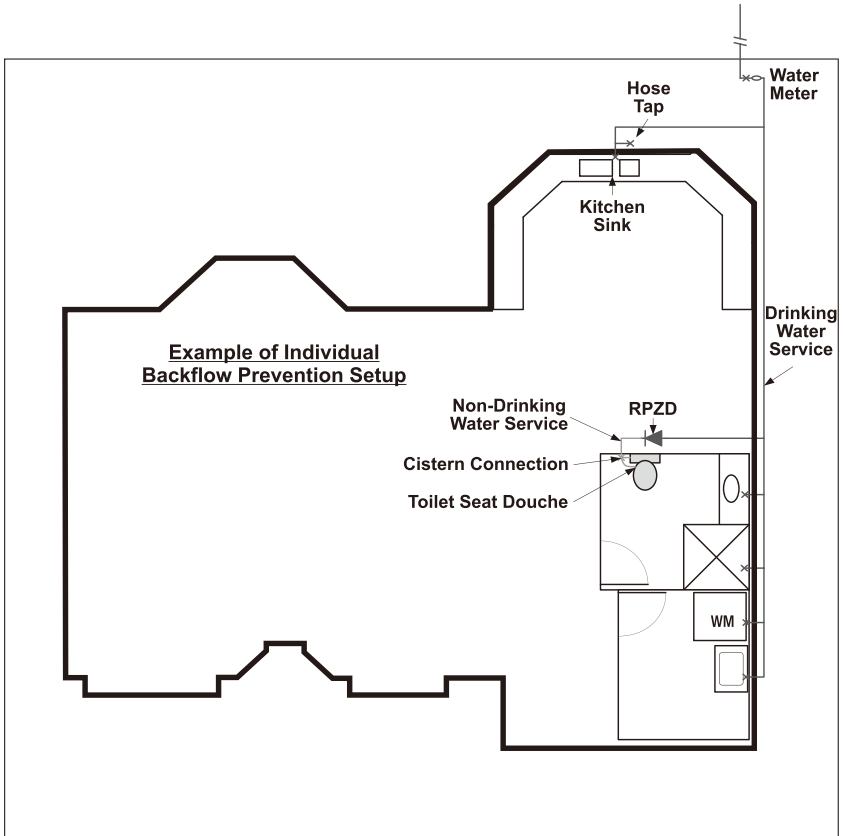 Water
Meter
Hose
Tap
Kitchen
Sink
Drinking
Water
Service
Example of Individual
Backflow Prevention Setup
Non-Drinking
Water Service
RPZD
Cistern Connection
Toilet Seat Douche
WM